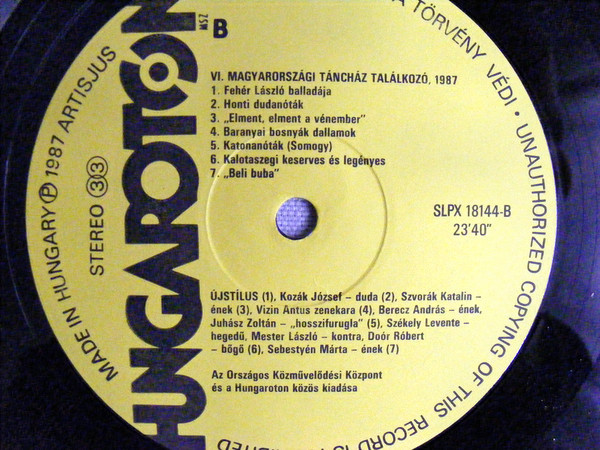 HUNGAROTON
MSZ
B
MADE IN HUNGARY Ⓟ 1987 ARTISJUS
STEREO 33
VI. MAGYARORSZÁGI TÁNCHÁZ TALÁLKOZÓ, 1987
1. Fehér László balladája
2. Honti dudanóták
3. „Elment, elment a vénember"
4. Baranyai bosnyák dallamok
5. Katonanóták (Somogy)
6. Kalotaszegi keserves és legényes
7. „Beli buba"
SLPX 18144-B
23'40"
ÚJSTÍLUS (1), Kozák József – duda (2), Szvorák Katalin –
ének (3), Vizin Antus zenekara (4), Berecz András – ének,
Juhász Zoltán – „hosszifurugla" (5), Székely Levente –
hegedű, Mester László – kontra, Doór Róbert
– bőgő (6), Sebestyén Márta – ének (7)
Az Országos Közművelődési Központ
és a Hungaroton közös kiadása
A TÖRVÉNY VÉDI • UNAUTHORIZED COPYING OF THIS RECORD IS